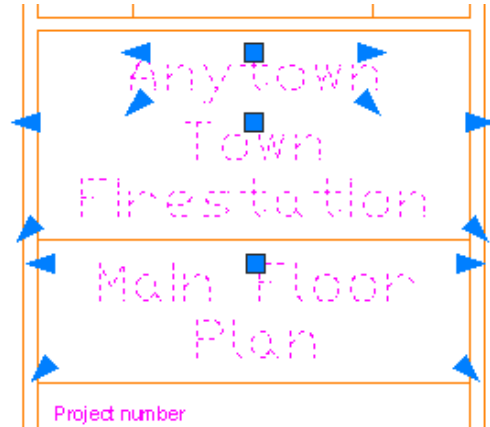 Anytown
Town
Firestation
Main Floor
Plan
Project number